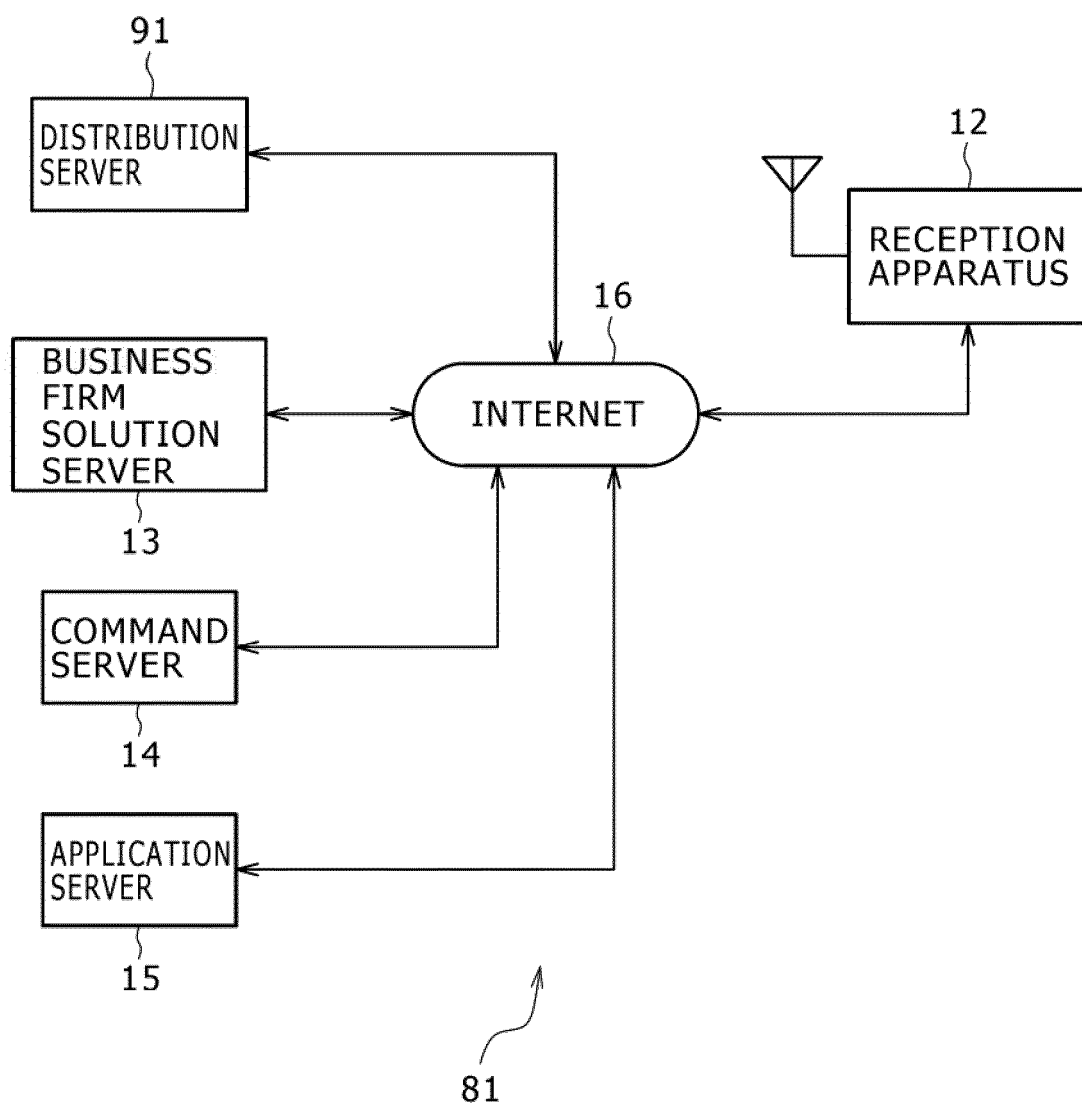 91
DISTRIBUTION
SERVER
12
RECEPTION
APPARATUS
16
INTERNET
BUSINESS
FIRM
SOLUTION
SERVER
13
COMMAND
SERVER
14
APPLICATION
SERVER
15
81